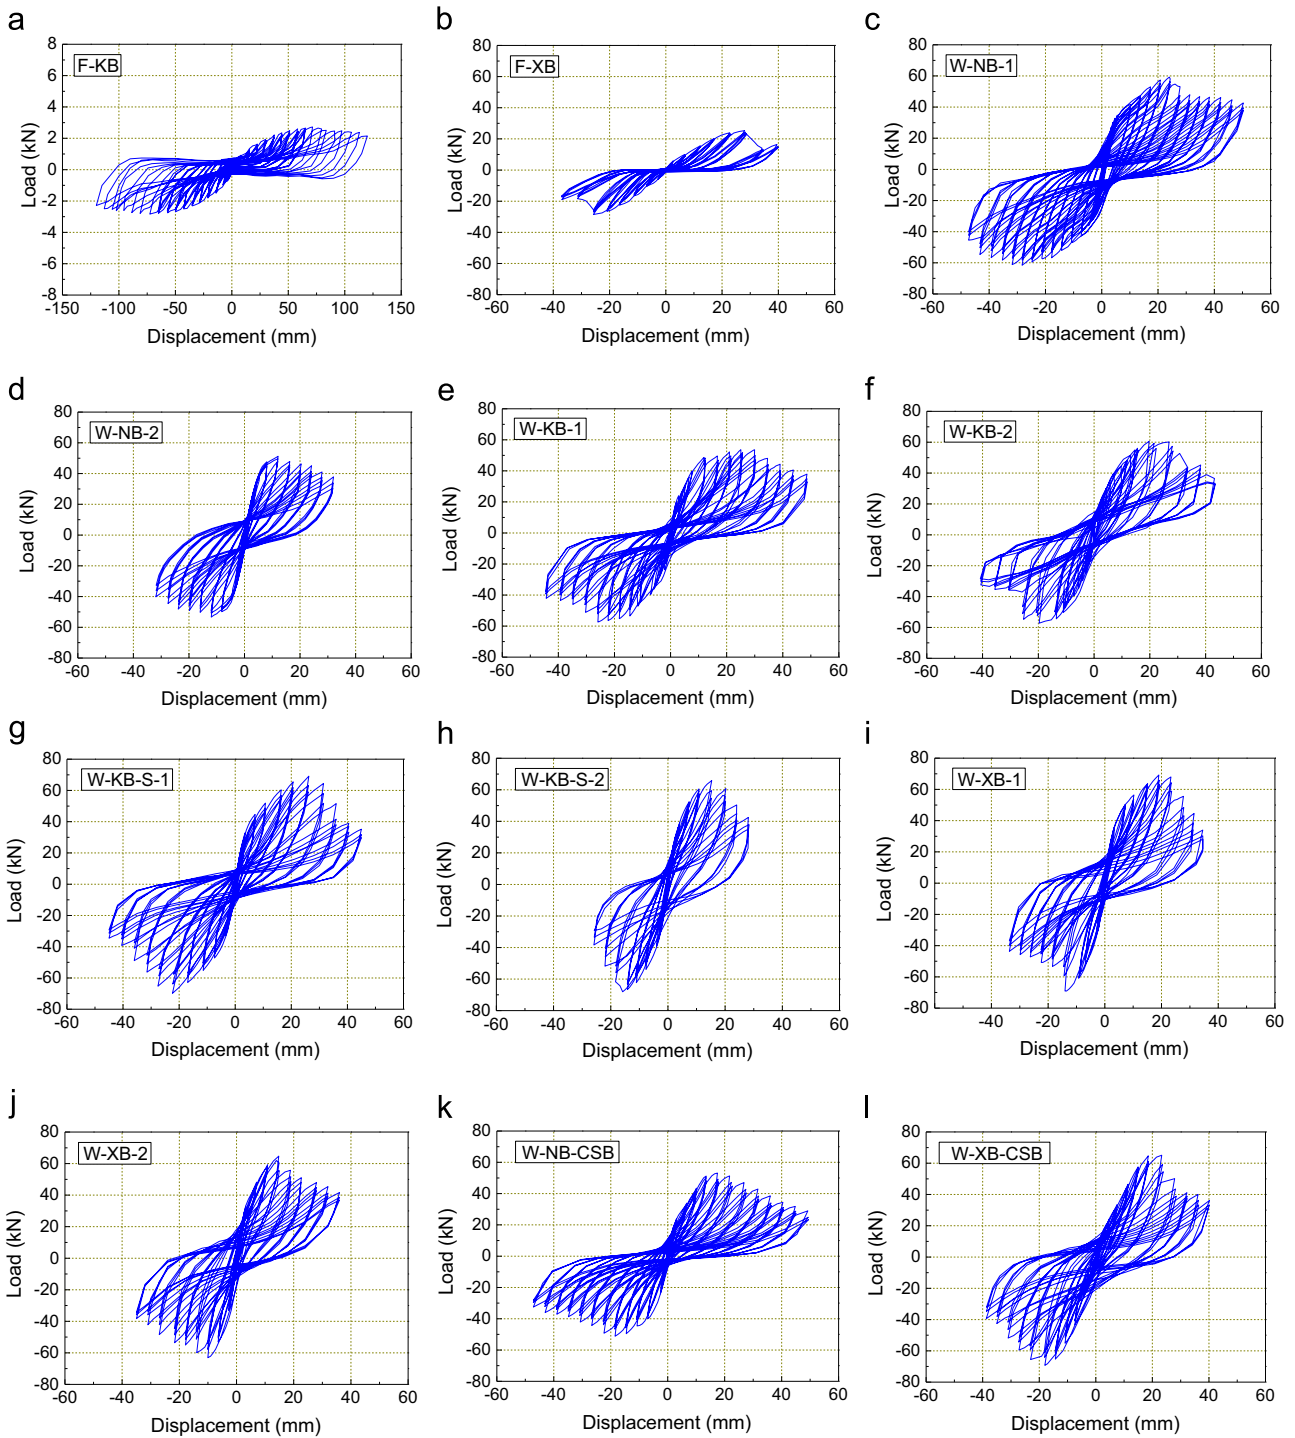 a
b
c
F-KB
F-XB
W-NB-1
Load (kN)
8
6
4
2
0
-2
-4
-6
-8
-150 -100 -50 0 50 100 150
Displacement (mm)
Load (kN)
80
60
40
20
0
-20
-40
-60
-80
-60 -40 -20 0 20 40 60
Displacement (mm)
Load (kN)
80
60
40
20
0
-20
-40
-60
-80
-60 -40 -20 0 20 40 60
Displacement (mm)
d
e
f
W-NB-2
W-KB-1
W-KB-2
Load (kN)
80
60
40
20
0
-20
-40
-60
-80
-60 -40 -20 0 20 40 60
Displacement (mm)
Load (kN)
80
60
40
20
0
-20
-40
-60
-80
-60 -40 -20 0 20 40 60
Displacement (mm)
Load (kN)
80
60
40
20
0
-20
-40
-60
-80
-60 -40 -20 0 20 40 60
Displacement (mm)
g
h
i
W-KB-S-1
W-KB-S-2
W-XB-1
Load (kN)
80
60
40
20
0
-20
-40
-60
-80
-60 -40 -20 0 20 40 60
Displacement (mm)
Load (kN)
80
60
40
20
0
-20
-40
-60
-80
-60 -40 -20 0 20 40 60
Displacement (mm)
Load (kN)
80
60
40
20
0
-20
-40
-60
-80
-40 -20 0 20 40 60
Displacement (mm)
j
k
l
W-XB-2
W-NB-CSB
W-XB-CSB
Load (kN)
80
60
40
20
0
-20
-40
-60
-80
-60 -40 -20 0 20 40 60
Displacement (mm)
Load (kN)
80
60
40
20
0
-20
-40
-60
-80
-60 -40 -20 0 20 40 60
Displacement (mm)
Load (kN)
80
60
40
20
0
-20
-40
-60
-80
-60 -40 -20 0 20 40 60
Displacement (mm)